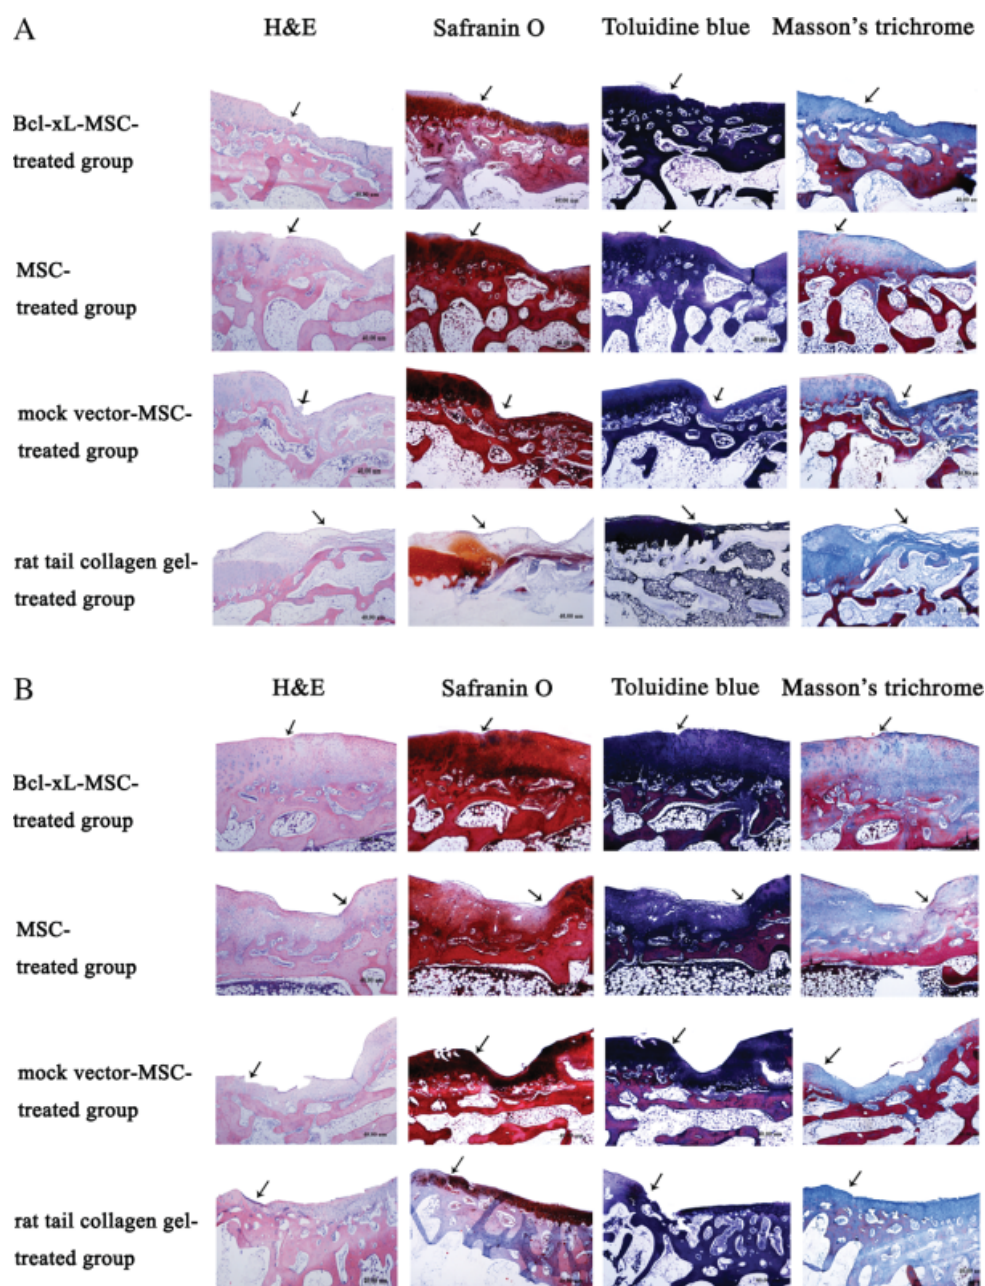 A
H&E Safranin O Toluidine blue Masson's trichrome
Bcl-xL-MSC-
treated group
MSC-
treated group
mock vector-MSC-
treated group
rat tail collagen gel-
treated group
B
H&E Safranin O Toluidine blue Masson's trichrome
Bcl-xL-MSC-
treated group
MSC-
treated group
mock vector-MSC-
treated group
rat tail collagen gel-
treated group